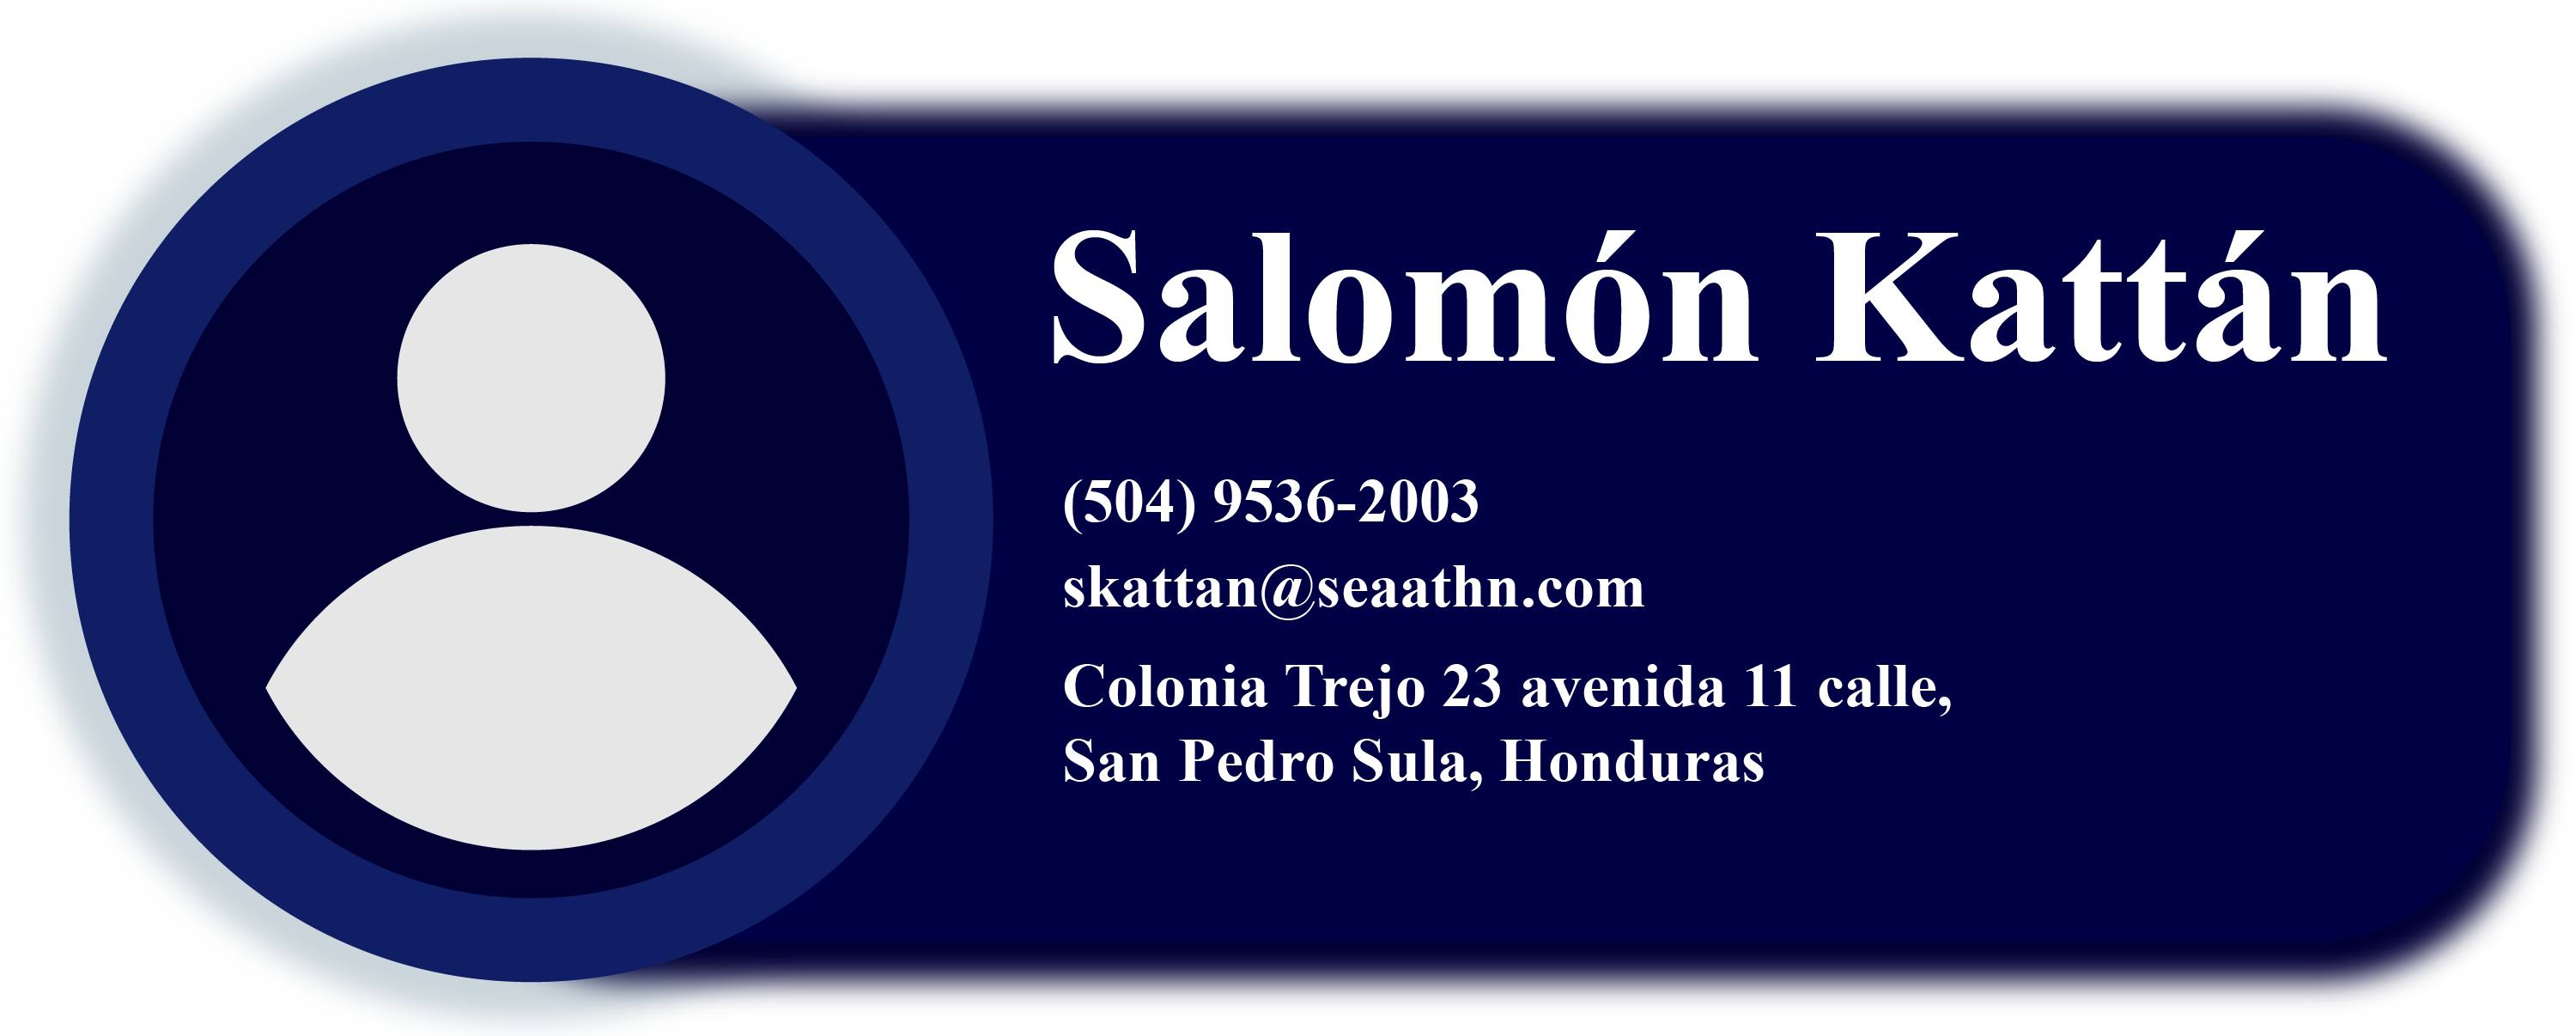 Salomón Kattán
(504) 9536-2003
skattan@seaathn.com
Colonia Trejo 23 avenida 11 calle,
San Pedro Sula, Honduras